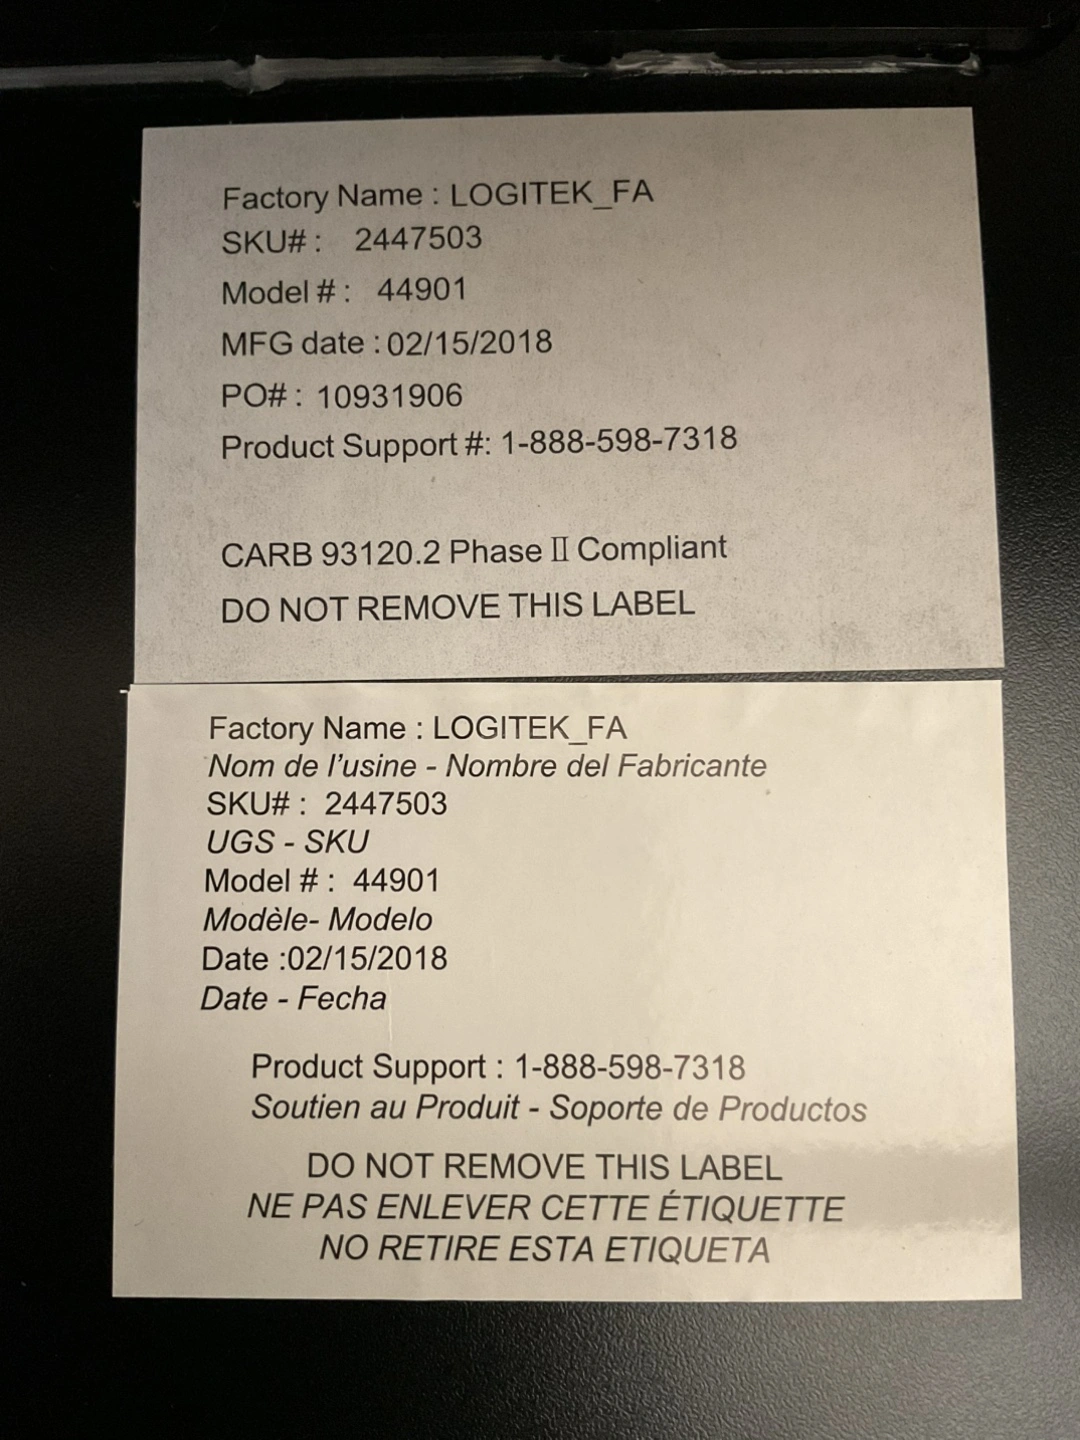 Factory Name : LOGITEK_FA
SKU# : 2447503
Model # : 44901
MFG date : 02/15/2018
PO# : 10931906
Product Support #: 1-888-598-7318
CARB 93120.2 Phase Ⅱ Compliant
DO NOT REMOVE THIS LABEL
Factory Name : LOGITEK_FA
Nom de l'usine - Nombre del Fabricante
SKU# : 2447503
UGS - SKU
Model # : 44901
Modèle- Modelo
Date :02/15/2018
Date - Fecha
Product Support : 1-888-598-7318
Soutien au Produit - Soporte de Productos
DO NOT REMOVE THIS LABEL
NE PAS ENLEVER CETTE ÉTIQUETTE
NO RETIRE ESTA ETIQUETA